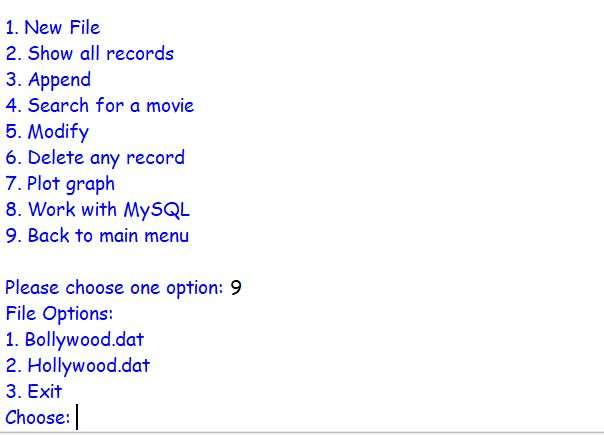 1. New File
2. Show all records
3. Append
4. Search for a movie
5. Modify
6. Delete any record
7. Plot graph
8. Work with MySQL
9. Back to main menu
Please choose one option: 9
File Options:
1. Bollywood.dat
2. Hollywood.dat
3. Exit
Choose: